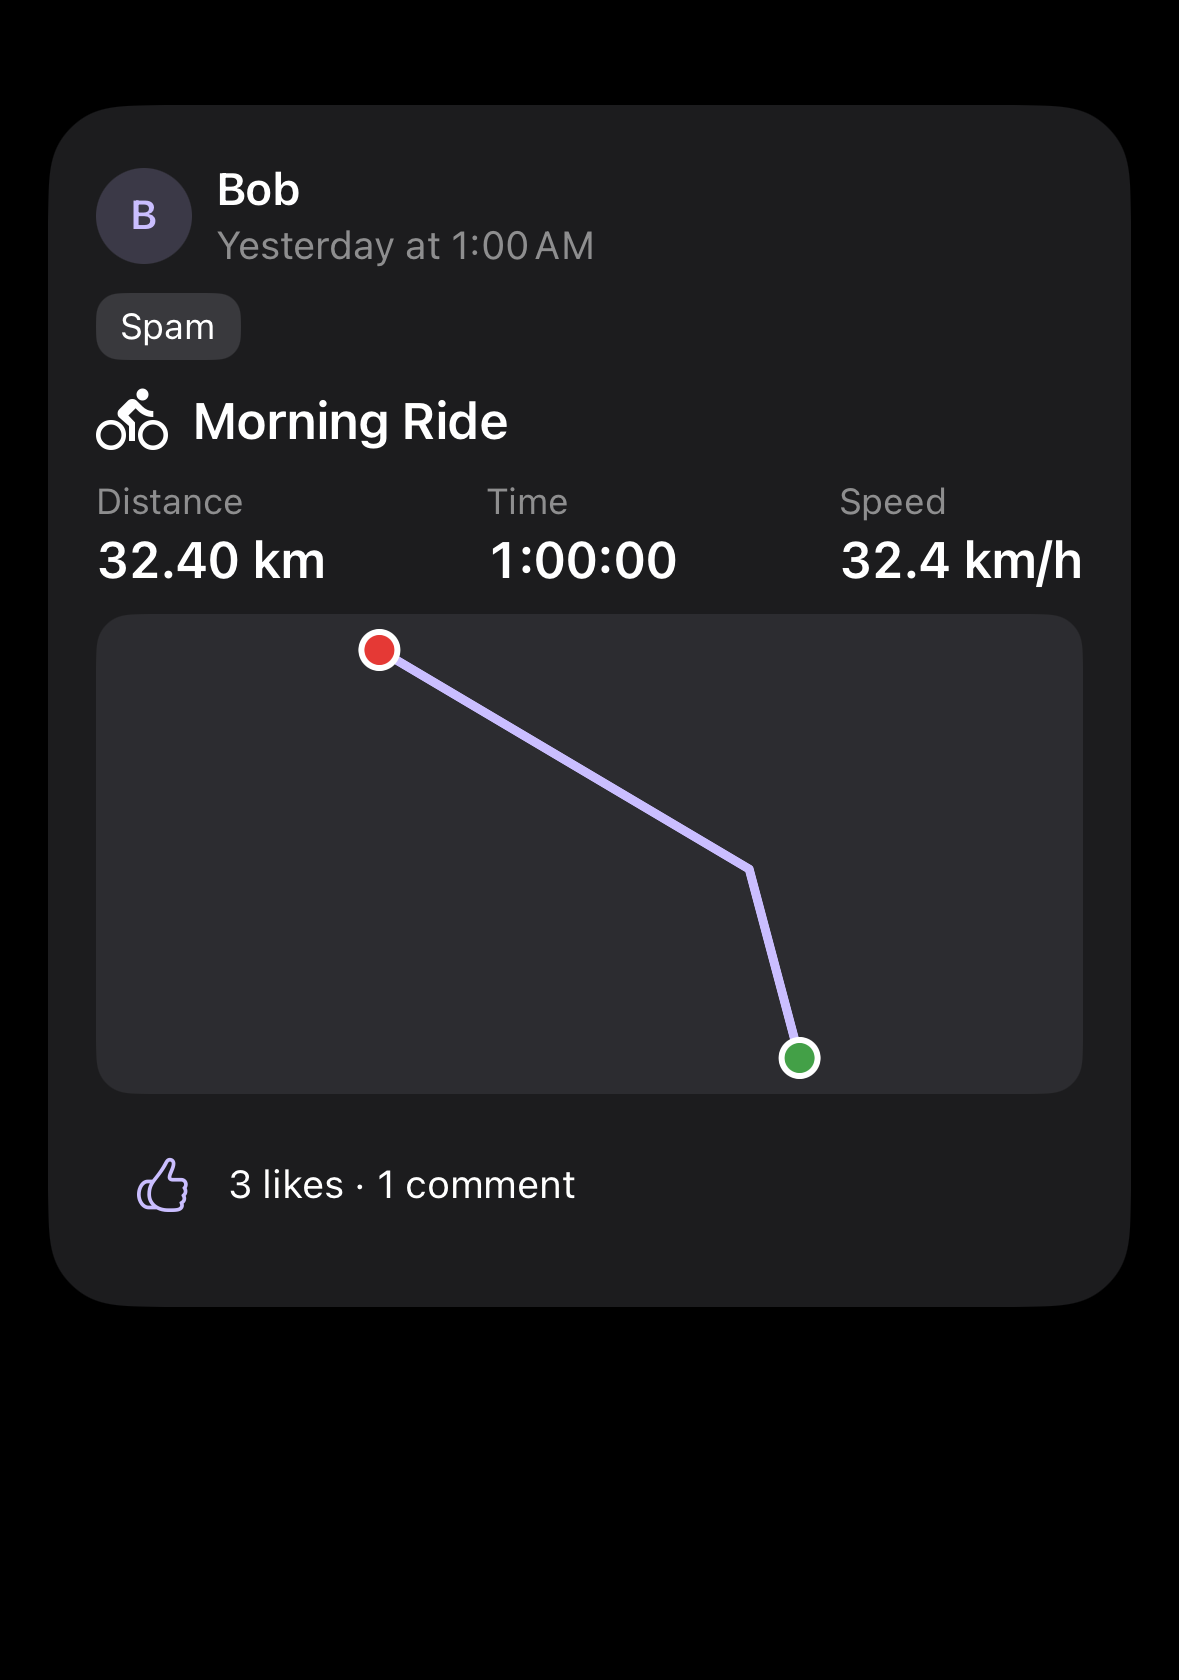 B
Bob
Yesterday at 1:00 AM
Spam
Morning Ride
Distance Time Speed
32.40 km 1:00:00 32.4 km/h
3 likes · 1 comment